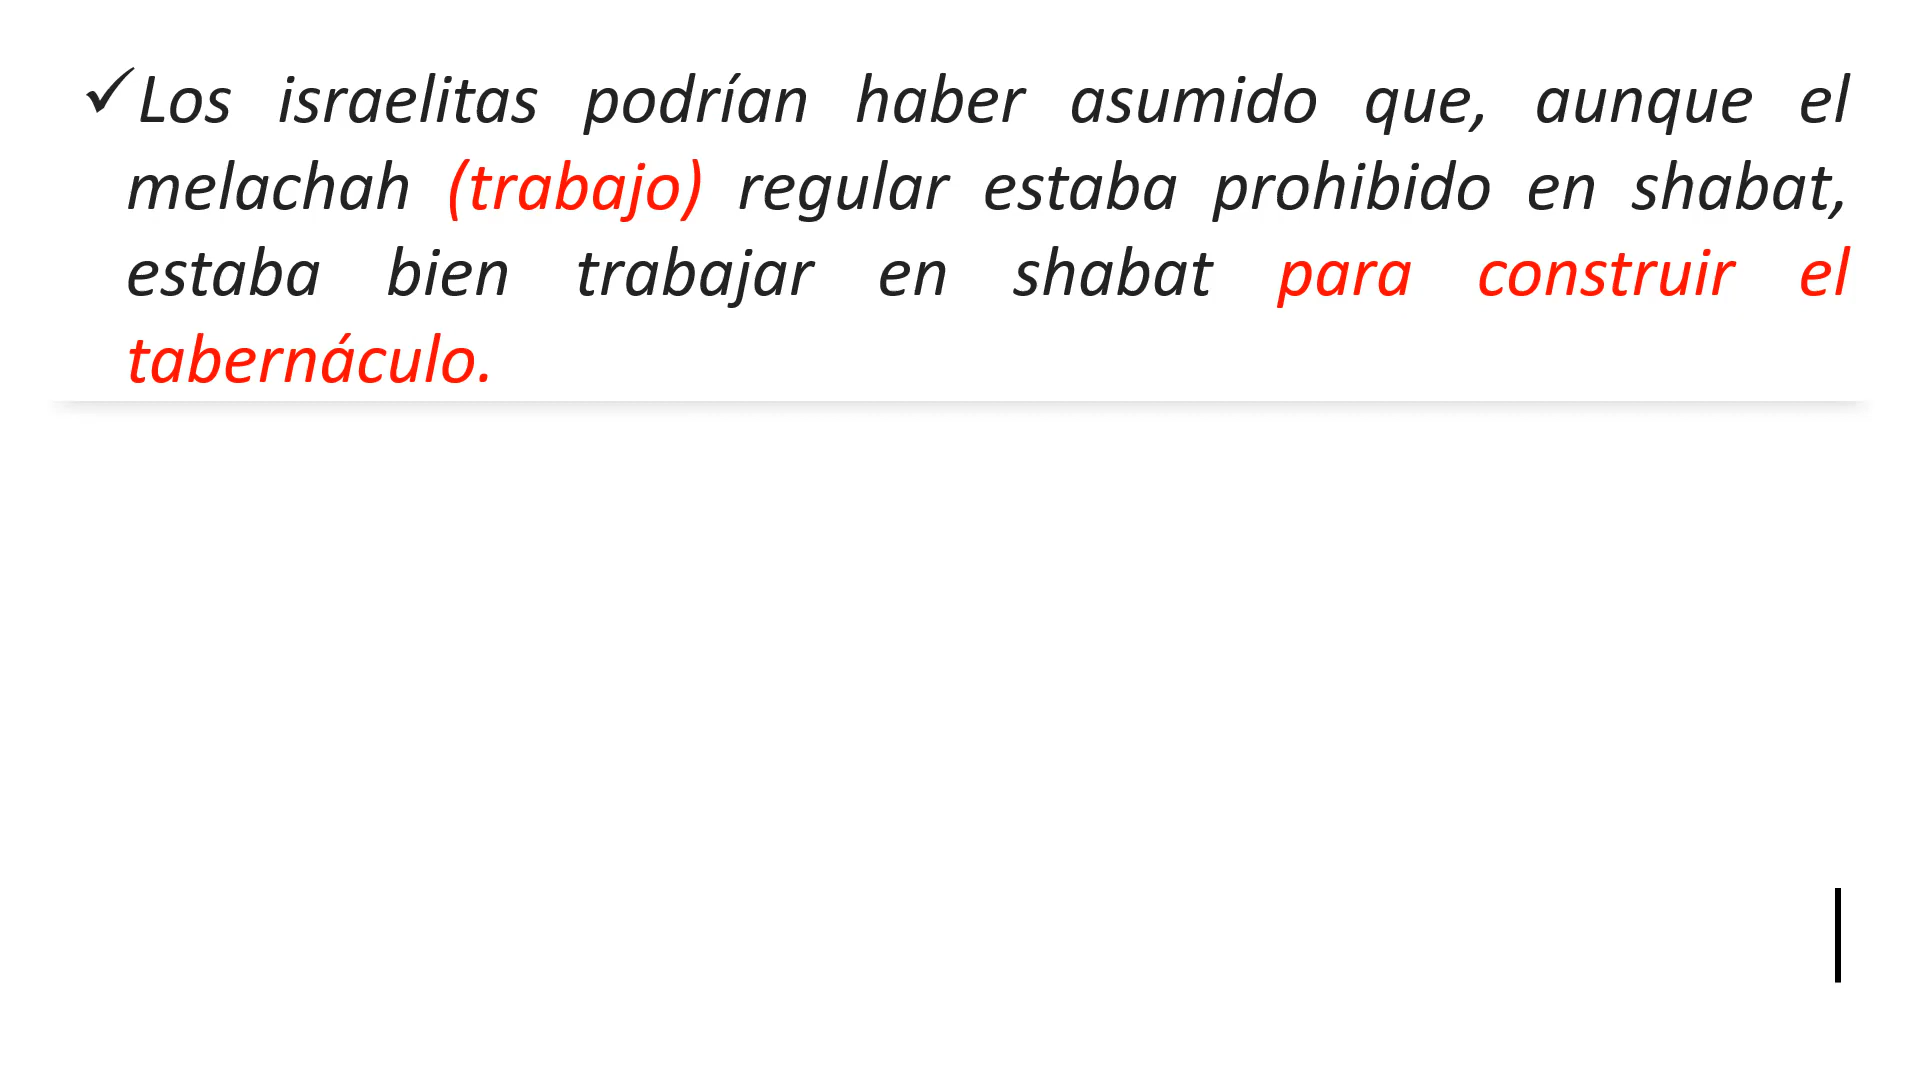 ✓Los israelitas podrían haber asumido que, aunque el
melachah (trabajo) regular estaba prohibido en shabat,
estaba bien trabajar en shabat para construir el
tabernáculo.